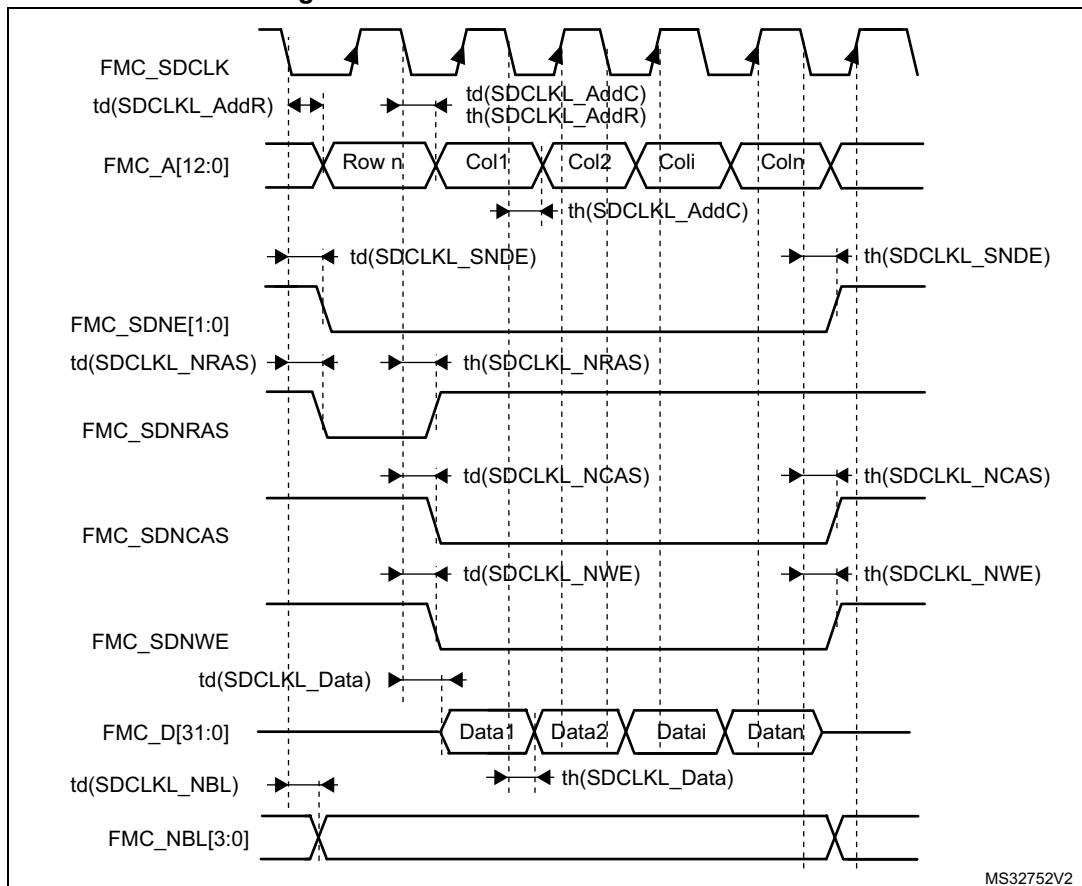 g
FMC_SDCLK
td(SDCLKL_AddR)
td(SDCLKL_AddC)
th(SDCLKL_AddR)
FMC_A[12:0]
Row n
Col1
Col2
Coli
Coln
th(SDCLKL_AddC)
td(SDCLKL_SNDE)
th(SDCLKL_SNDE)
FMC_SDNE[1:0]
td(SDCLKL_NRAS)
th(SDCLKL_NRAS)
FMC_SDNRAS
td(SDCLKL_NCAS)
th(SDCLKL_NCAS)
FMC_SDNCAS
td(SDCLKL_NWE)
th(SDCLKL_NWE)
FMC_SDNWE
td(SDCLKL_Data)
FMC_D[31:0]
Data1
Data2
Datai
Datan
th(SDCLKL_Data)
td(SDCLKL_NBL)
FMC_NBL[3:0]
MS32752V2